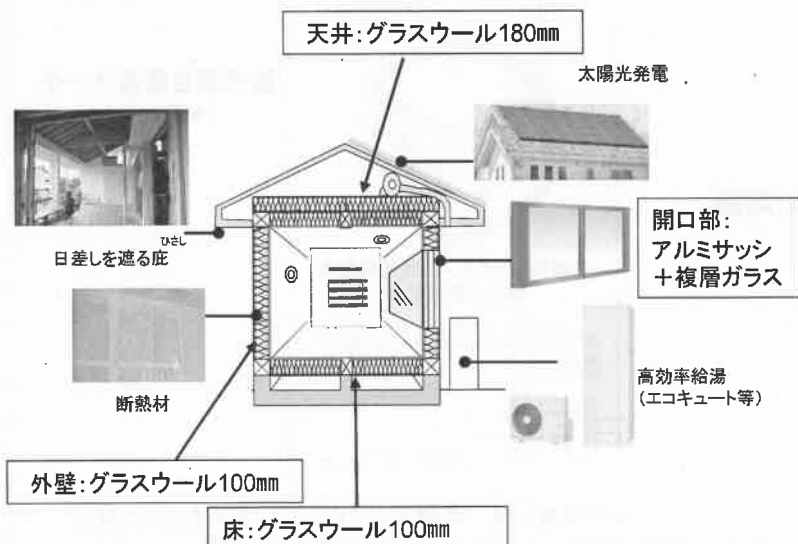 天井：グラスウール180㎜
太陽光発電
ひさし
日差しを遮る庇
開口部：
アルミサッシ
＋複層ガラス
断熱材
高効率給湯
（エコキュート等）
外壁：グラスウール100㎜
床：グラスウール100㎜